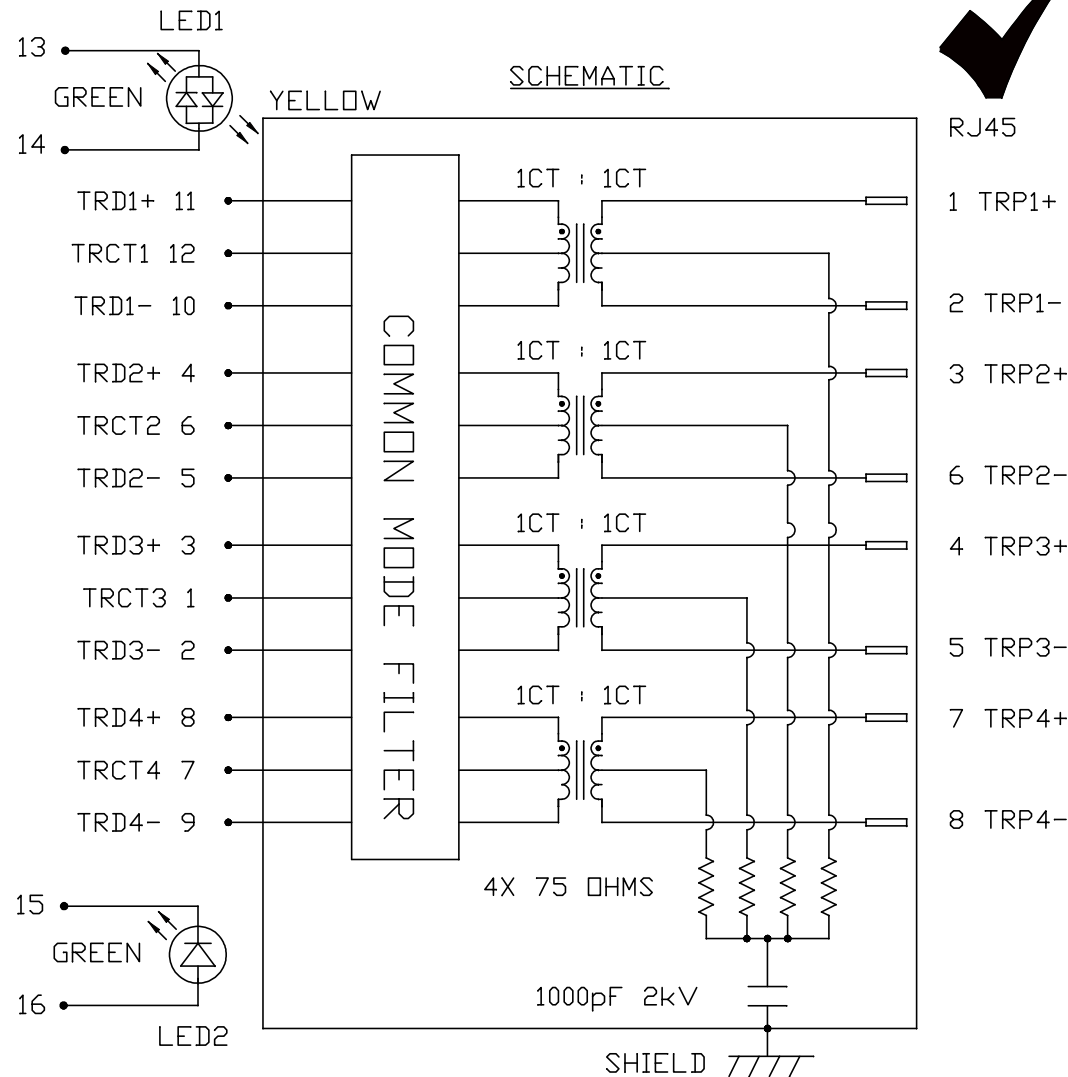 LED1
13
SCHEMATIC
GREEN
YELLOW
14
RJ45
1CT : 1CT
TRD1+ 11
1 TRP1+
TRCT1 12
TRD1- 10
2 TRP1-
1CT : 1CT
TRD2+ 4
3 TRP2+
TRCT2 6
TRD2- 5
6 TRP2-
1CT : 1CT
TRD3+ 3
4 TRP3+
TRCT3 1
TRD3- 2
5 TRP3-
1CT : 1CT
TRD4+ 8
7 TRP4+
TRCT4 7
TRD4- 9
8 TRP4-
COMMON MODE FILTER
4X 75 OHMS
15
GREEN
16
1000pF 2kV
LED2
SHIELD